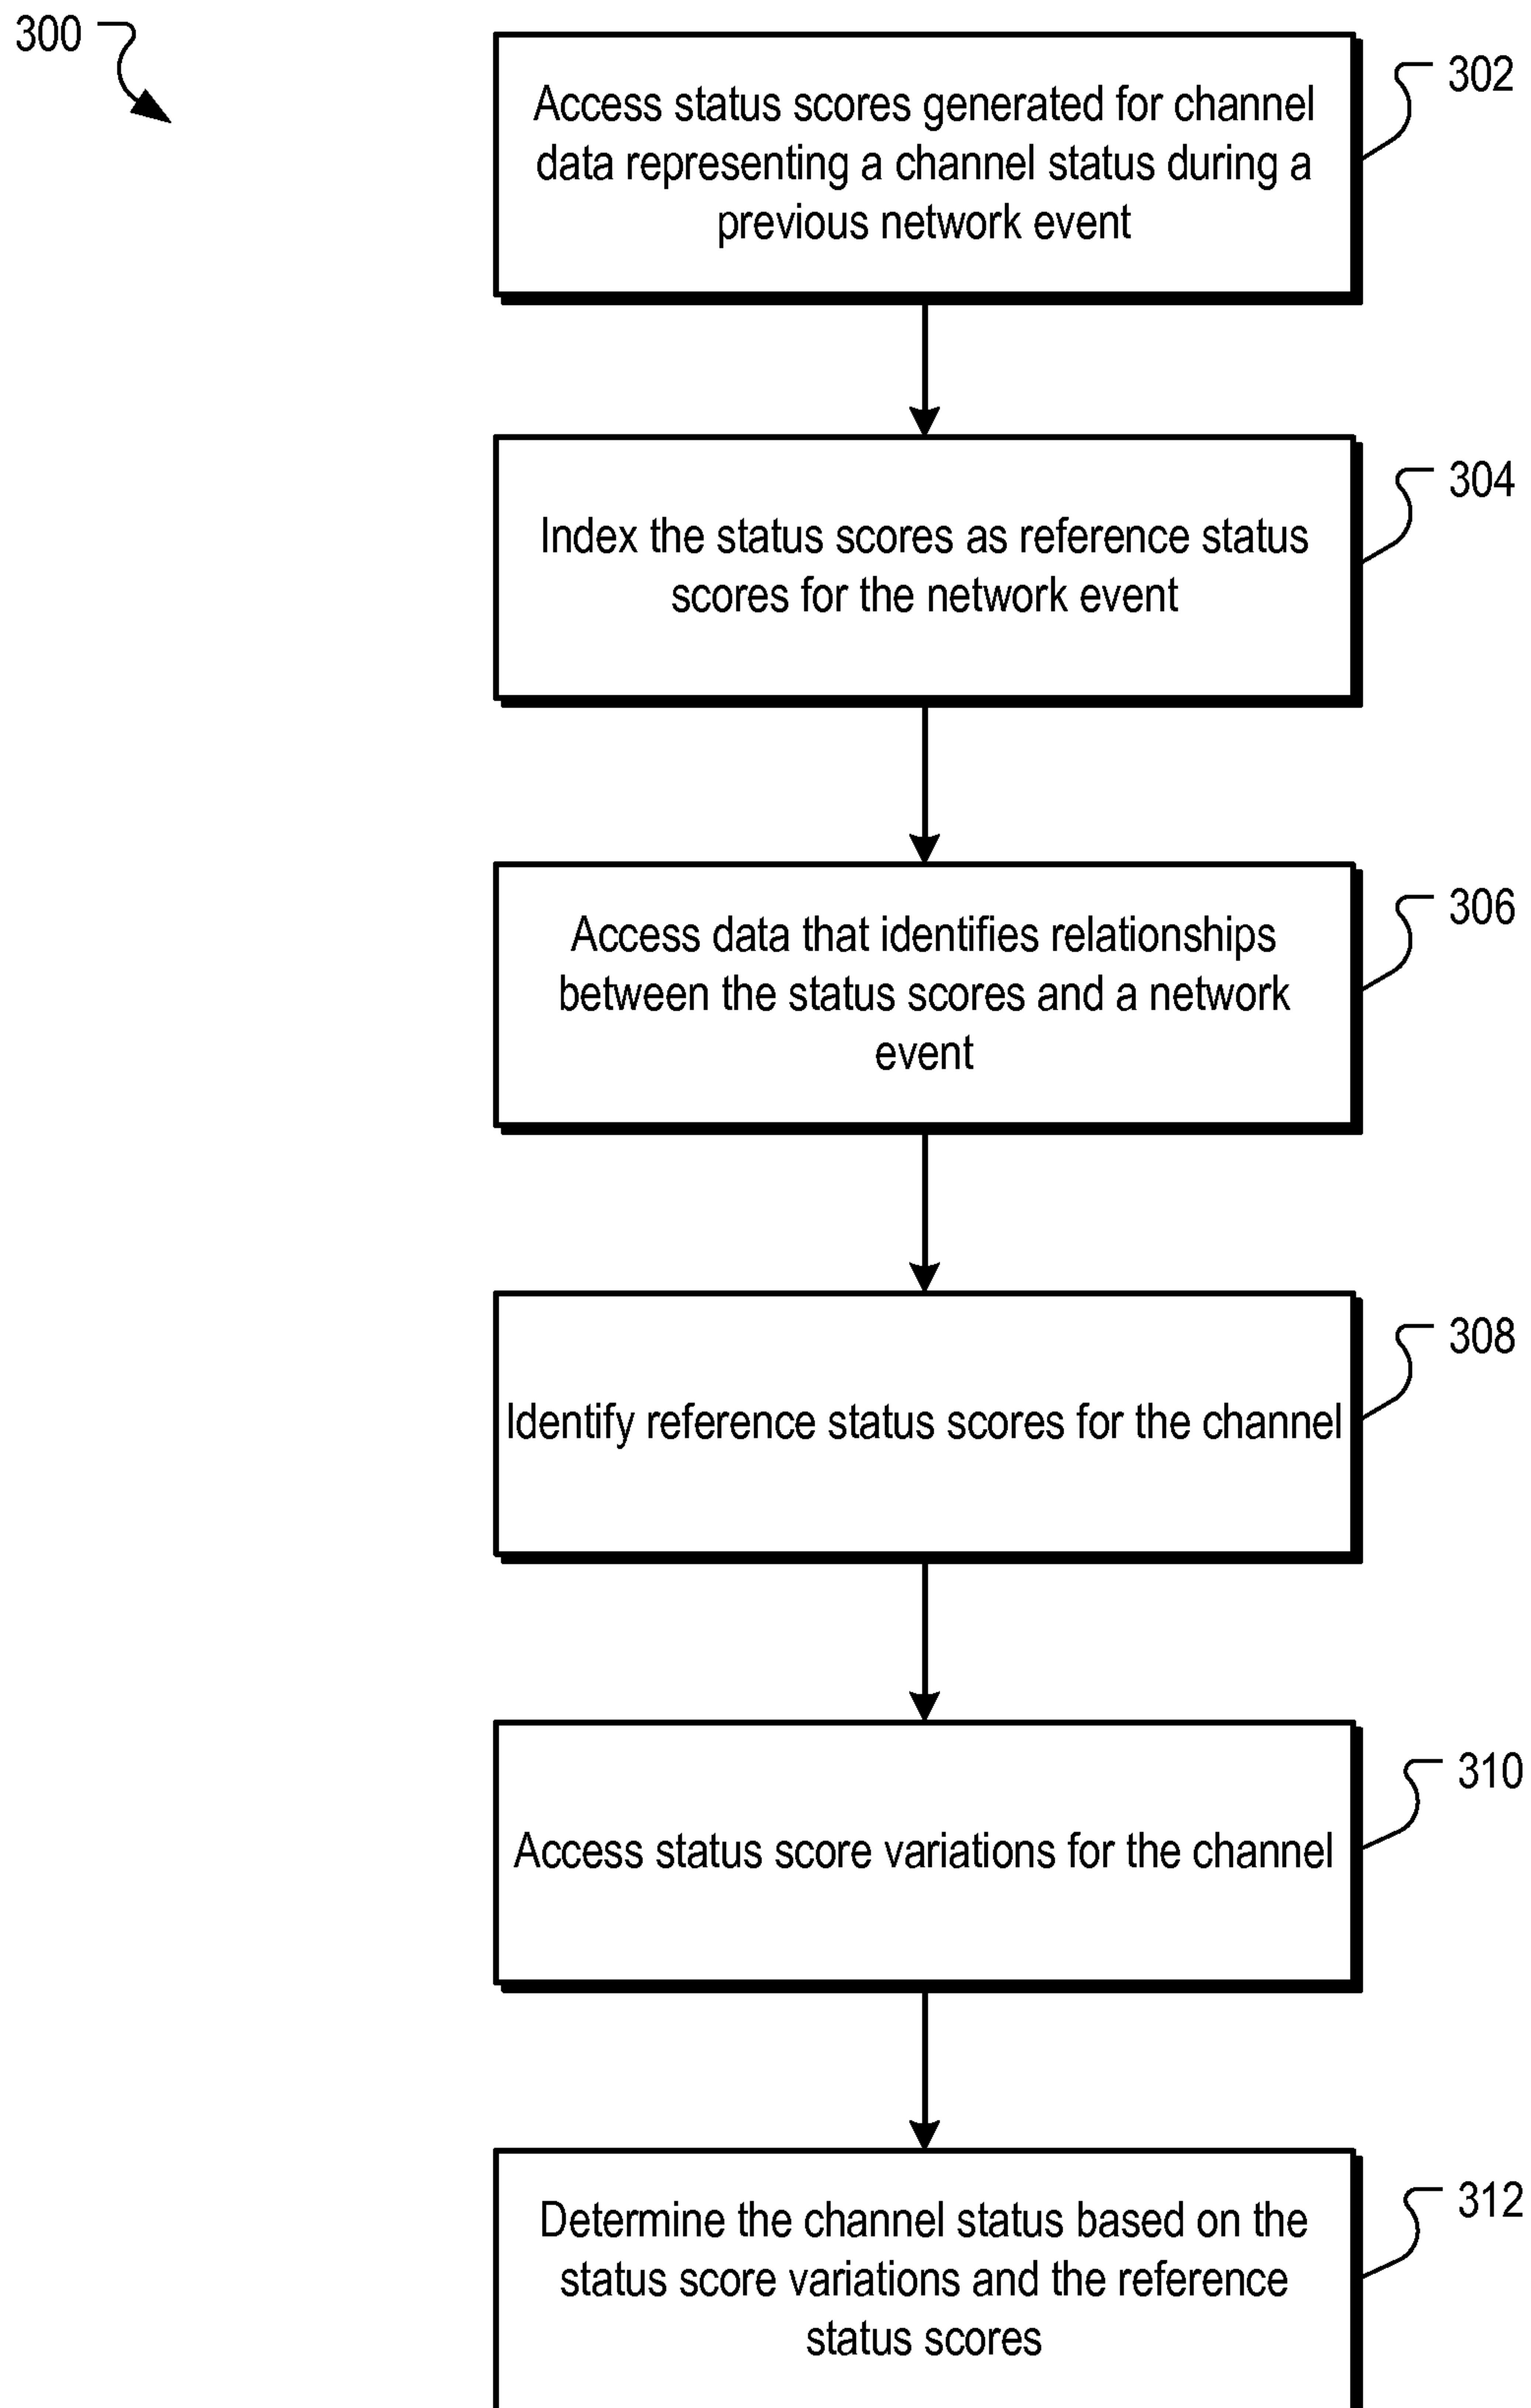 300
Access status scores generated for channel
data representing a channel status during a
previous network event
302
Index the status scores as reference status
scores for the network event
304
Access data that identifies relationships
between the status scores and a network
event
306
Identify reference status scores for the channel
308
Access status score variations for the channel
310
Determine the channel status based on the
status score variations and the reference
status scores
312